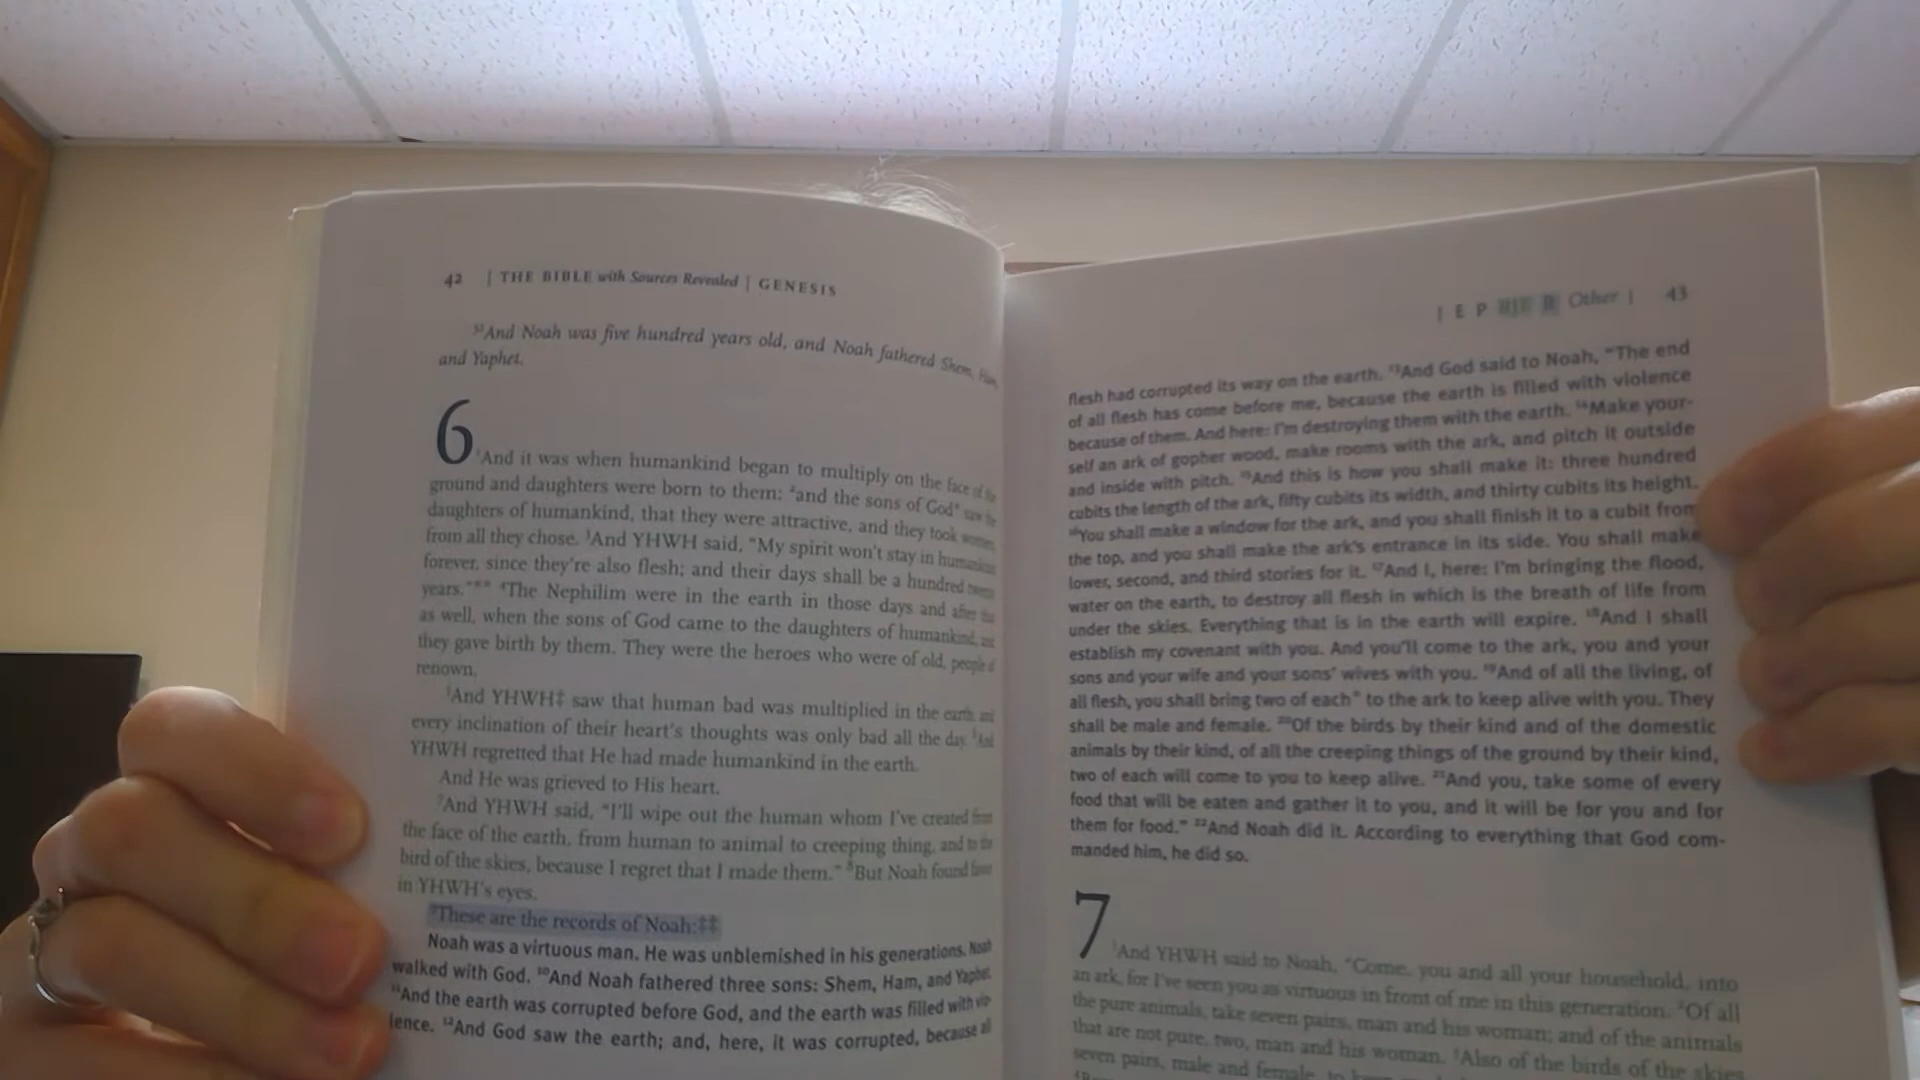 42 | THE BIBLE with Sources Revealed | GENESIS
32And Noah was five hundred years old, and Noah fathered Shem, Ham,
and Yaphet.
6
1And it was when humankind began to multiply on the face of the
ground and daughters were born to them: 2and the sons of God* saw the
daughters of humankind, that they were attractive, and they took women,
from all they chose. 3And YHWH said, "My spirit won't stay in humankind
forever, since they're also flesh; and their days shall be a hundred twenty
years."** 4The Nephilim were in the earth in those days and after that
as well, when the sons of God came to the daughters of humankind, and
they gave birth by them. They were the heroes who were of old, people of
renown.
5And YHWH‡ saw that human bad was multiplied in the earth, and
every inclination of their heart's thoughts was only bad all the day. 6And
YHWH regretted that He had made humankind in the earth.
And He was grieved to His heart.
7And YHWH said, "I'll wipe out the human whom I've created from
the face of the earth, from human to animal to creeping thing, and to the
bird of the skies, because I regret that I made them." 8But Noah found favor
in YHWH's eyes.
9These are the records of Noah:‡‡
Noah was a virtuous man. He was unblemished in his generations. Noah
walked with God. 10And Noah fathered three sons: Shem, Ham, and Yaphet.
11And the earth was corrupted before God, and the earth was filled with vio-
lence. 12And God saw the earth; and, here, it was corrupted, because all
| E P RJE R Other | 43
flesh had corrupted its way on the earth. 13And God said to Noah, "The end
of all flesh has come before me, because the earth is filled with violence
because of them. And here: I'm destroying them with the earth. 14Make your-
self an ark of gopher wood, make rooms with the ark, and pitch it outside
and inside with pitch. 15And this is how you shall make it: three hundred
cubits the length of the ark, fifty cubits its width, and thirty cubits its height.
16You shall make a window for the ark, and you shall finish it to a cubit from
the top, and you shall make the ark's entrance in its side. You shall make
lower, second, and third stories for it. 17And I, here: I'm bringing the flood,
water on the earth, to destroy all flesh in which is the breath of life from
under the skies. Everything that is in the earth will expire. 18And I shall
establish my covenant with you. And you'll come to the ark, you and your
sons and your wife and your sons' wives with you. 19And of all the living, of
all flesh, you shall bring two of each* to the ark to keep alive with you. They
shall be male and female. 20Of the birds by their kind and of the domestic
animals by their kind, of all the creeping things of the ground by their kind,
two of each will come to you to keep alive. 21And you, take some of every
food that will be eaten and gather it to you, and it will be for you and for
them for food." 22And Noah did it. According to everything that God com-
manded him, he did so.
7
1And YHWH said to Noah, "Come, you and all your household, into
an ark, for I've seen you as virtuous in front of me in this generation. 2Of all
the pure animals, take seven pairs, man and his woman; and of the animals
that are not pure, two, man and his woman. 3Also of the birds of the skies
seven pairs, male and female, to keep